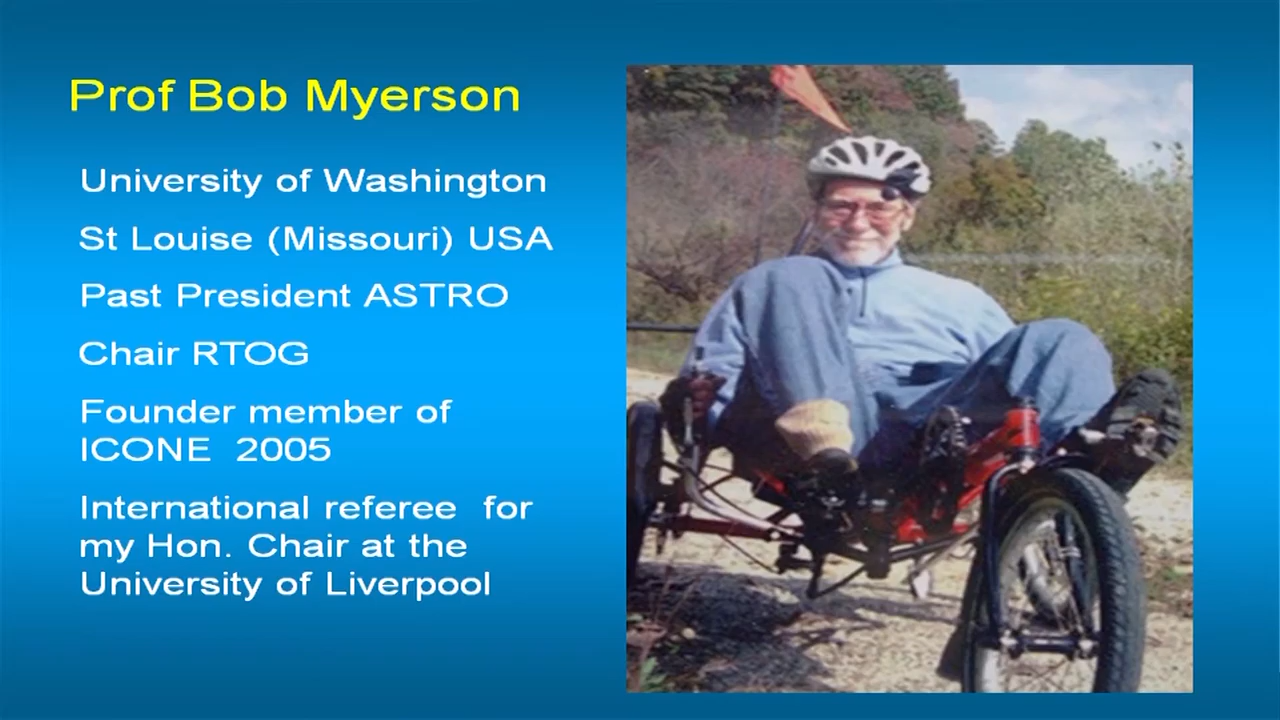 Prof Bob Myerson
University of Washington
St Louise (Missouri) USA
Past President ASTRO
Chair RTOG
Founder member of
ICONE 2005
International referee for
my Hon. Chair at the
University of Liverpool